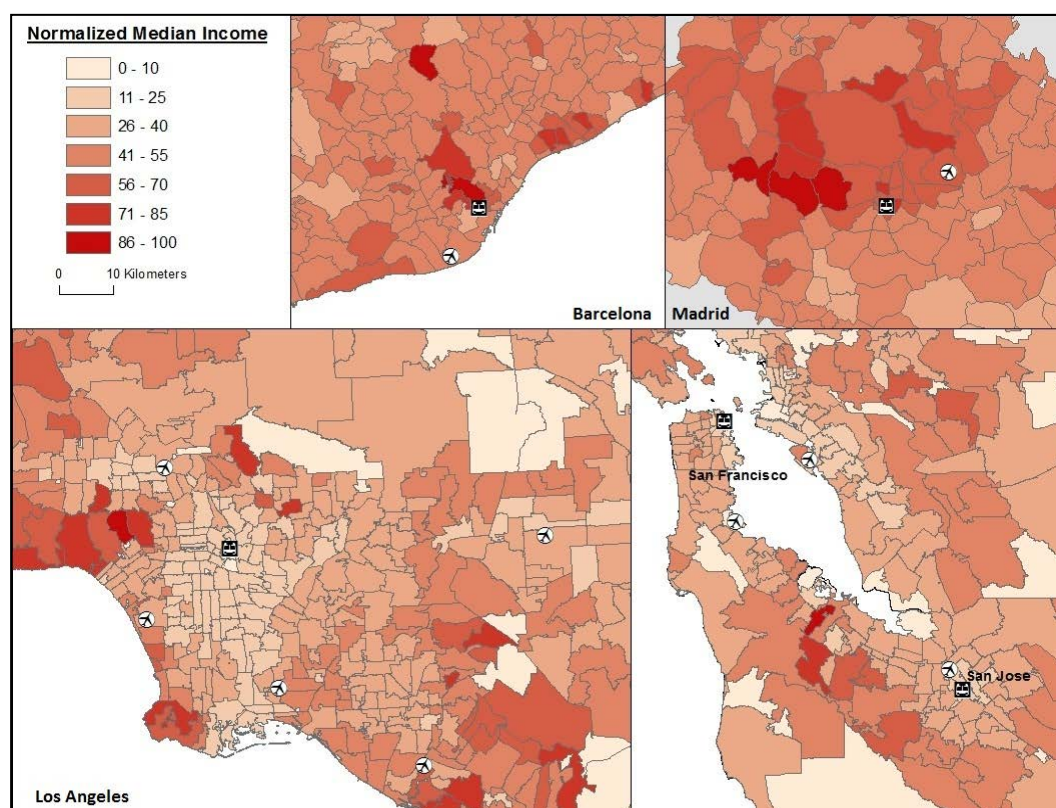 Normalized Median Income
0 - 10
11 - 25
26 - 40
41 - 55
56 - 70
71 - 85
86 - 100
0 10 Kilometers
Barcelona
Madrid
San Francisco
San Jose
Los Angeles